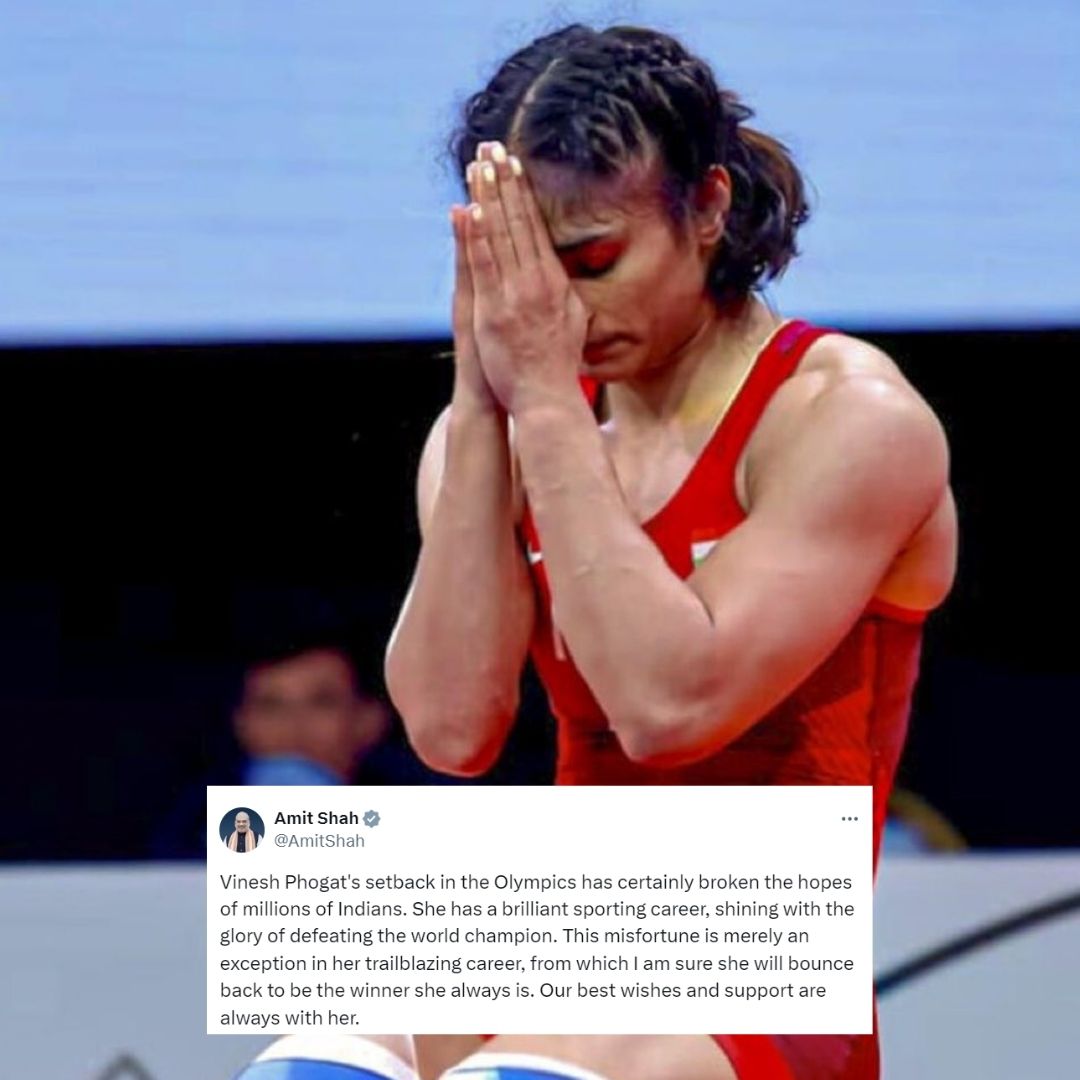 Amit Shah
@AmitShah
Vinesh Phogat's setback in the Olympics has certainly broken the hopes
of millions of Indians. She has a brilliant sporting career, shining with the
glory of defeating the world champion. This misfortune is merely an
exception in her trailblazing career, from which I am sure she will bounce
back to be the winner she always is. Our best wishes and support are
always with her.